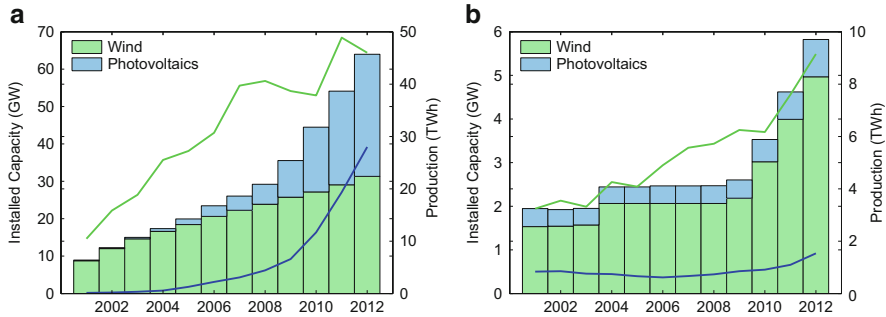 a
Installed Capacity (GW)
70
60
50
40
30
20
10
0
Wind
Photovoltaics
50
40
30
20
10
0
Production (TWh)
2002 2004 2006 2008 2010 2012
b
Installed Capacity (GW)
6
5
4
3
2
1
0
Wind
Photovoltaics
10
8
6
4
2
0
Production (TWh)
2002 2004 2006 2008 2010 2012